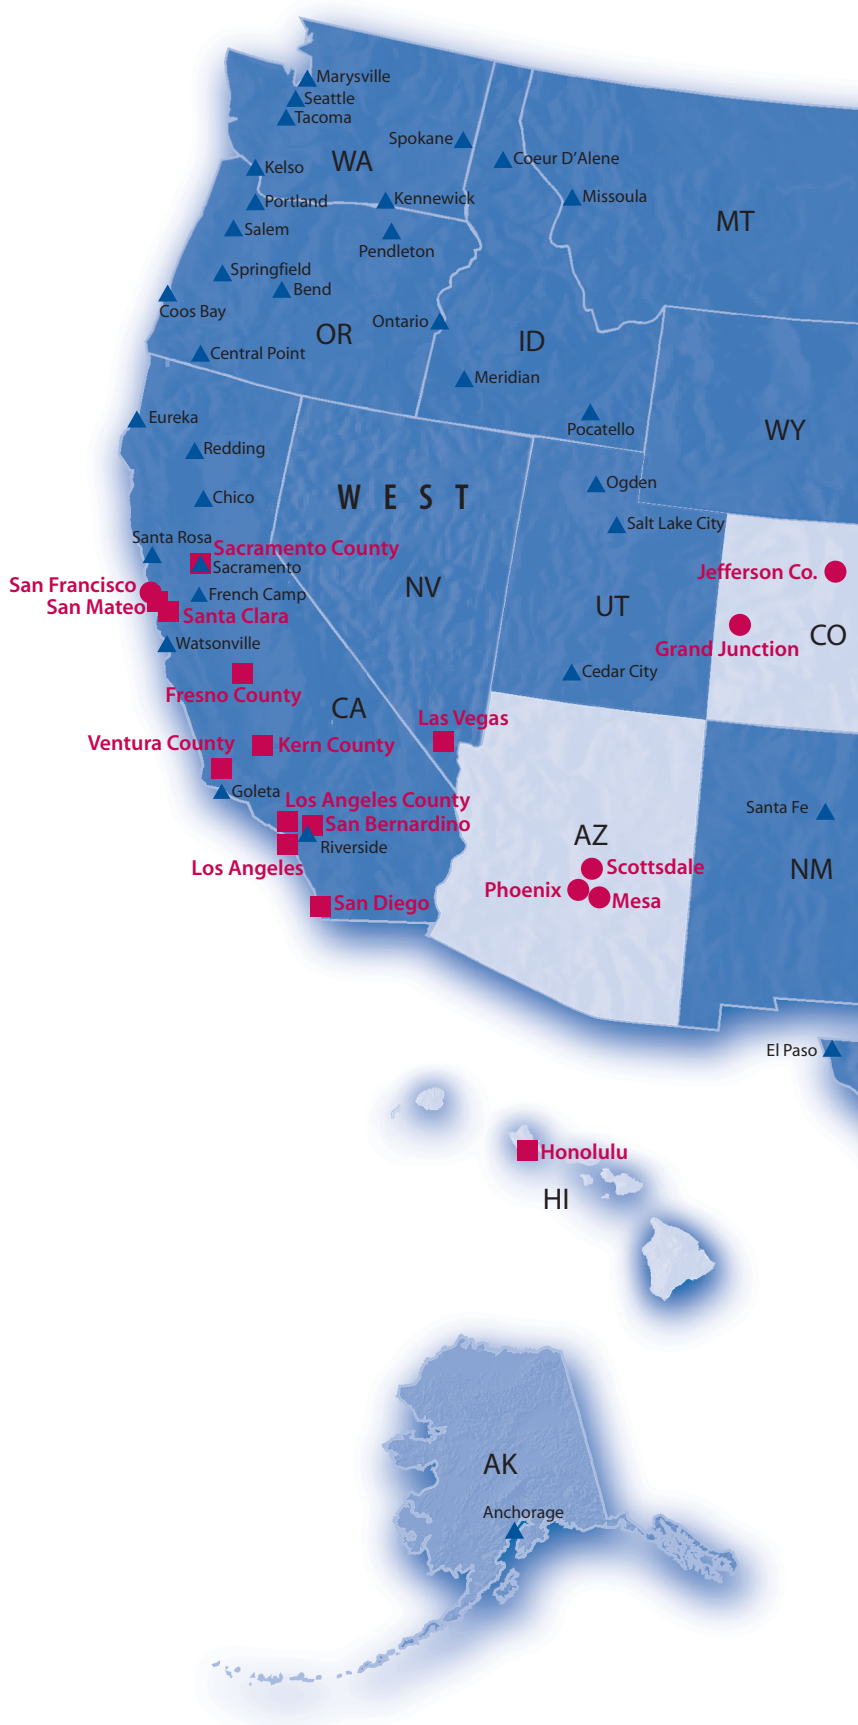 Marysville
Seattle
Tacoma
Spokane
WA
Coeur D'Alene
Kelso
Missoula
Portland
Kennewick
MT
Salem
Pendleton
Springfield
Bend
Coos Bay
Ontario
OR
ID
Central Point
Meridian
Eureka
Pocatello
WY
Redding
Ogden
Chico
WEST
Salt Lake City
Santa Rosa
Sacramento County
Sacramento
Jefferson Co.
San Francisco
NV
French Camp
San Mateo
UT
Santa Clara
CO
Watsonville
Grand Junction
Cedar City
Fresno County
CA
Las Vegas
Ventura County
Kern County
Goleta
Los Angeles County
Santa Fe
San Bernardino
AZ
Riverside
Los Angeles
Scottsdale
NM
Phoenix
Mesa
San Diego
El Paso
Honolulu
HI
AK
Anchorage